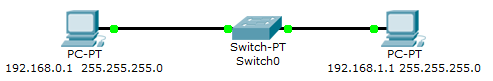 Switch-PT
Switch0
PC-PT
192.168.0.1 255.255.255.0
PC-PT
192.168.1.1 255.255.255.0